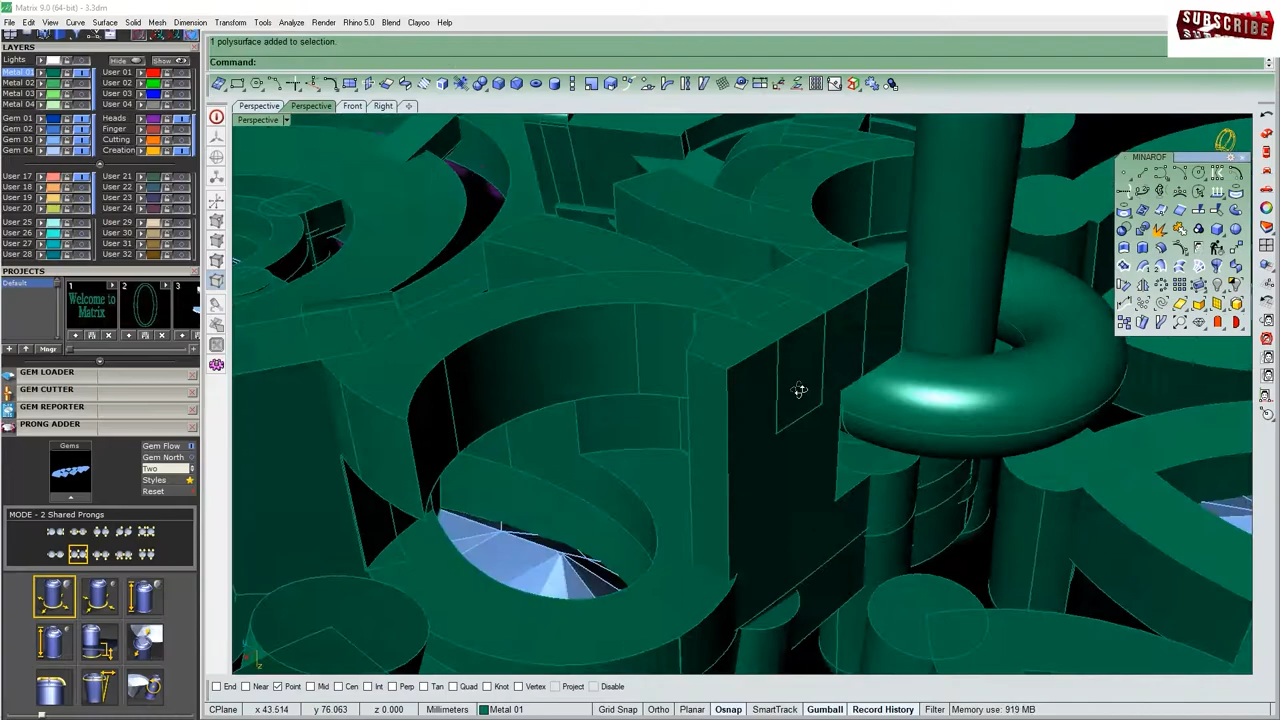 Matrix 9.0 (64-bit) - 3.3dm
File Edit View Curve Surface Solid Mesh Dimension Transform Tools Analyze Render Rhino 5.0 Blend Clayoo Help
SUBSCRIBE
1 polysurface added to selection.
Command:
LAYERS
Lights Hide Show
Metal 01 User 01
Metal 02 User 02
Metal 03 User 03
Metal 04 User 04
Gem 01 Heads
Gem 02 Finger
Gem 03 Cutting
Gem 04 Creation
User 17 User 21
User 18 User 22
User 19 User 23
User 20 User 24
User 25 User 29
User 26 User 30
User 27 User 31
User 28 User 32
PROJECTS
Default
1 2 3
Welcome to Matrix
Mngr
GEM LOADER
GEM CUTTER
GEM REPORTER
PRONG ADDER
Gems
Gem Flow
Gem North
Two
Styles
Reset
MODE - 2 Shared Prongs
Perspective Perspective Front Right
Perspective
MINAROF
z
End Near Point Mid Cen Int Perp Tan Quad Knot Vertex Project Disable
CPlane x 43.514 y 76.063 z 0.000 Millimeters Metal 01 Grid Snap Ortho Planar Osnap SmartTrack Gumball Record History Filter Memory use: 919 MB